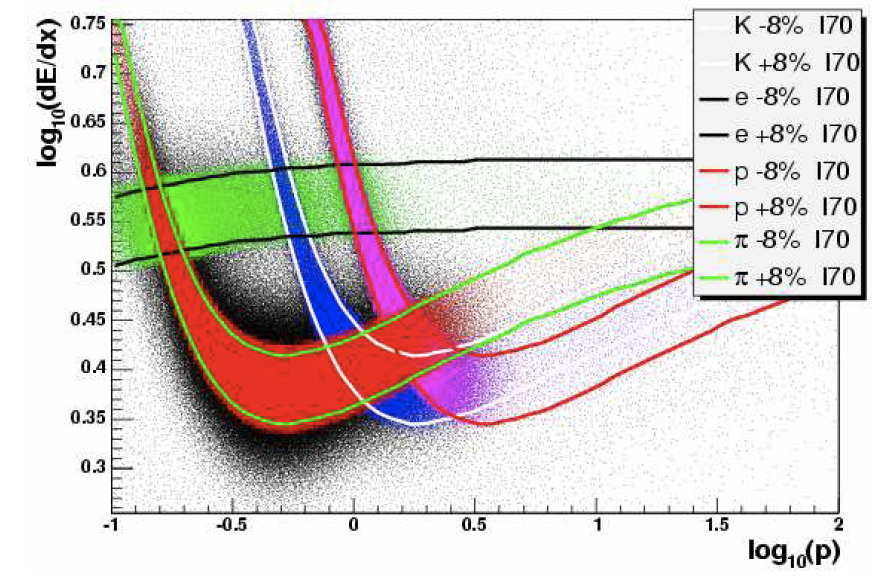 log10(dE/dx)
0.75
0.7
0.65
0.6
0.55
0.5
0.45
0.4
0.35
0.3
K -8% I70
K +8% I70
e -8% I70
e +8% I70
p -8% I70
p +8% I70
π -8% I70
π +8% I70
-1 -0.5 0 0.5 1 1.5 2
log10(p)